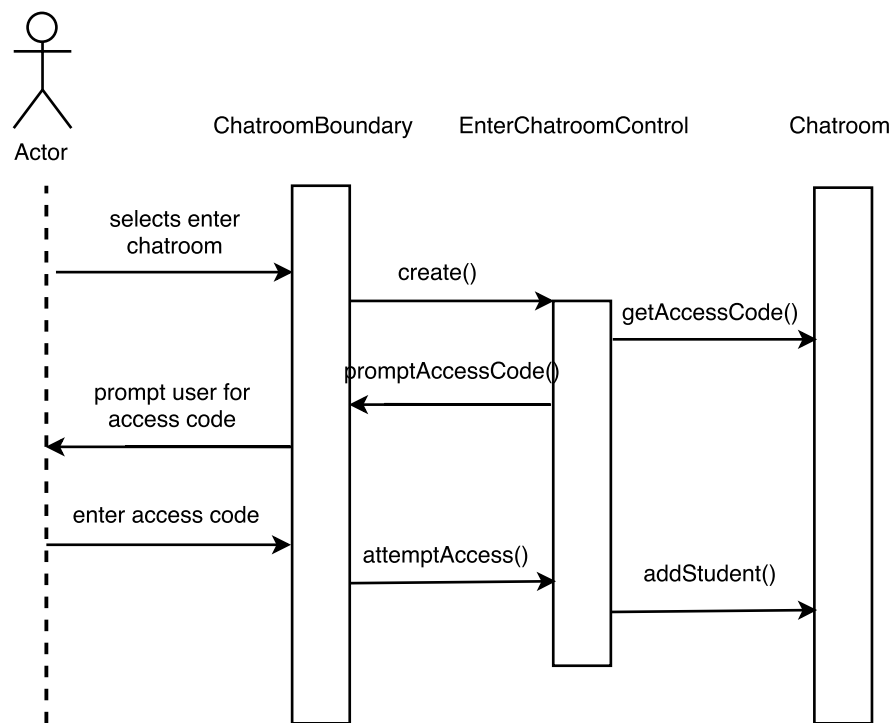 Actor
ChatroomBoundary
EnterChatroomControl
Chatroom
selects enter
chatroom
create()
getAccessCode()
promptAccessCode()
prompt user for
access code
enter access code
attemptAccess()
addStudent()